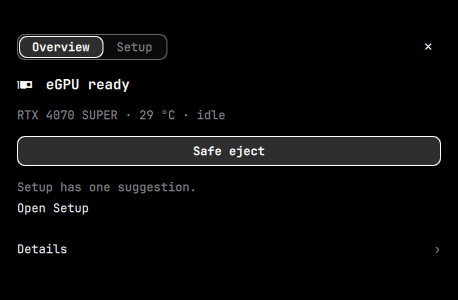 Overview Setup ×
eGPU ready
RTX 4070 SUPER · 29 °C · idle
Safe eject
Setup has one suggestion.
Open Setup
Details ›